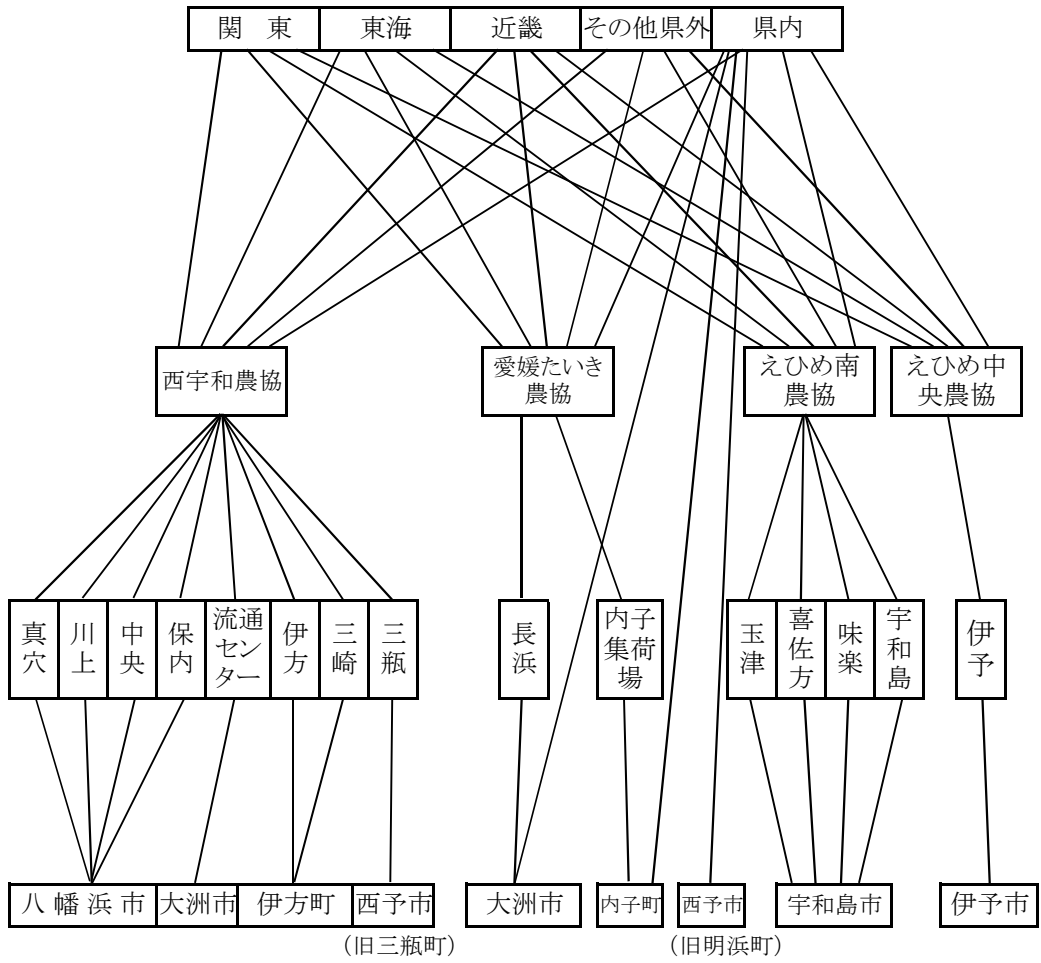 関　東
東海
近畿
その他県外
県内
西宇和農協
愛媛たいき
農協
えひめ南
農協
えひめ中
央農協
真穴
川上
中央
保内
流通
セン
ター
伊方
三崎
三瓶
長浜
内子
集荷
場
玉津
喜佐方
味楽
宇和島
伊予
八幡浜市
大洲市
伊方町
西予市
大洲市
内子町
西予市
宇和島市
伊予市
（旧三瓶町）
（旧明浜町）